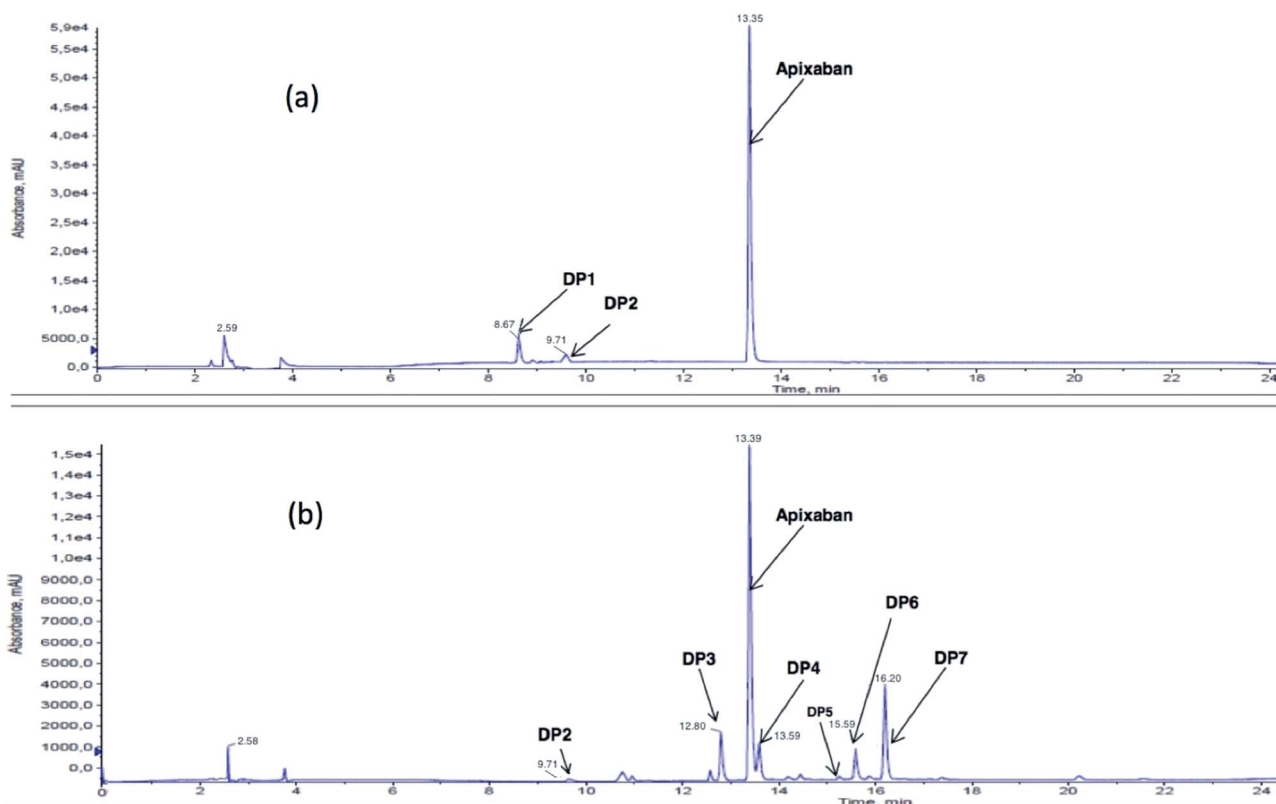 13.35
5,9e4
5,0e4
4,5e4
4,0e4
3,0e4
2,5e4
2,0e4
1,5e4
1,0e4
5000,0
0,0
Absorbance, mAU
(a)
Apixaban
DP1
DP2
2.59
8.67
9.71
0 2 4 6 8 10 12 14 16 18 20 22 24
Time, min
13.39
1,5e4
1,4e4
1,2e4
1,1e4
1,0e4
9000,0
8000,0
7000,0
6000,0
5000,0
4000,0
3000,0
2000,0
1000,0
0,0
Absorbance, mAU
(b)
Apixaban
DP6
DP3
DP4
DP7
16.20
DP5
12.80
13.59
15.59
2.58
DP2
9.71
0 2 4 6 8 10 12 14 16 18 20 22 24
Time, min